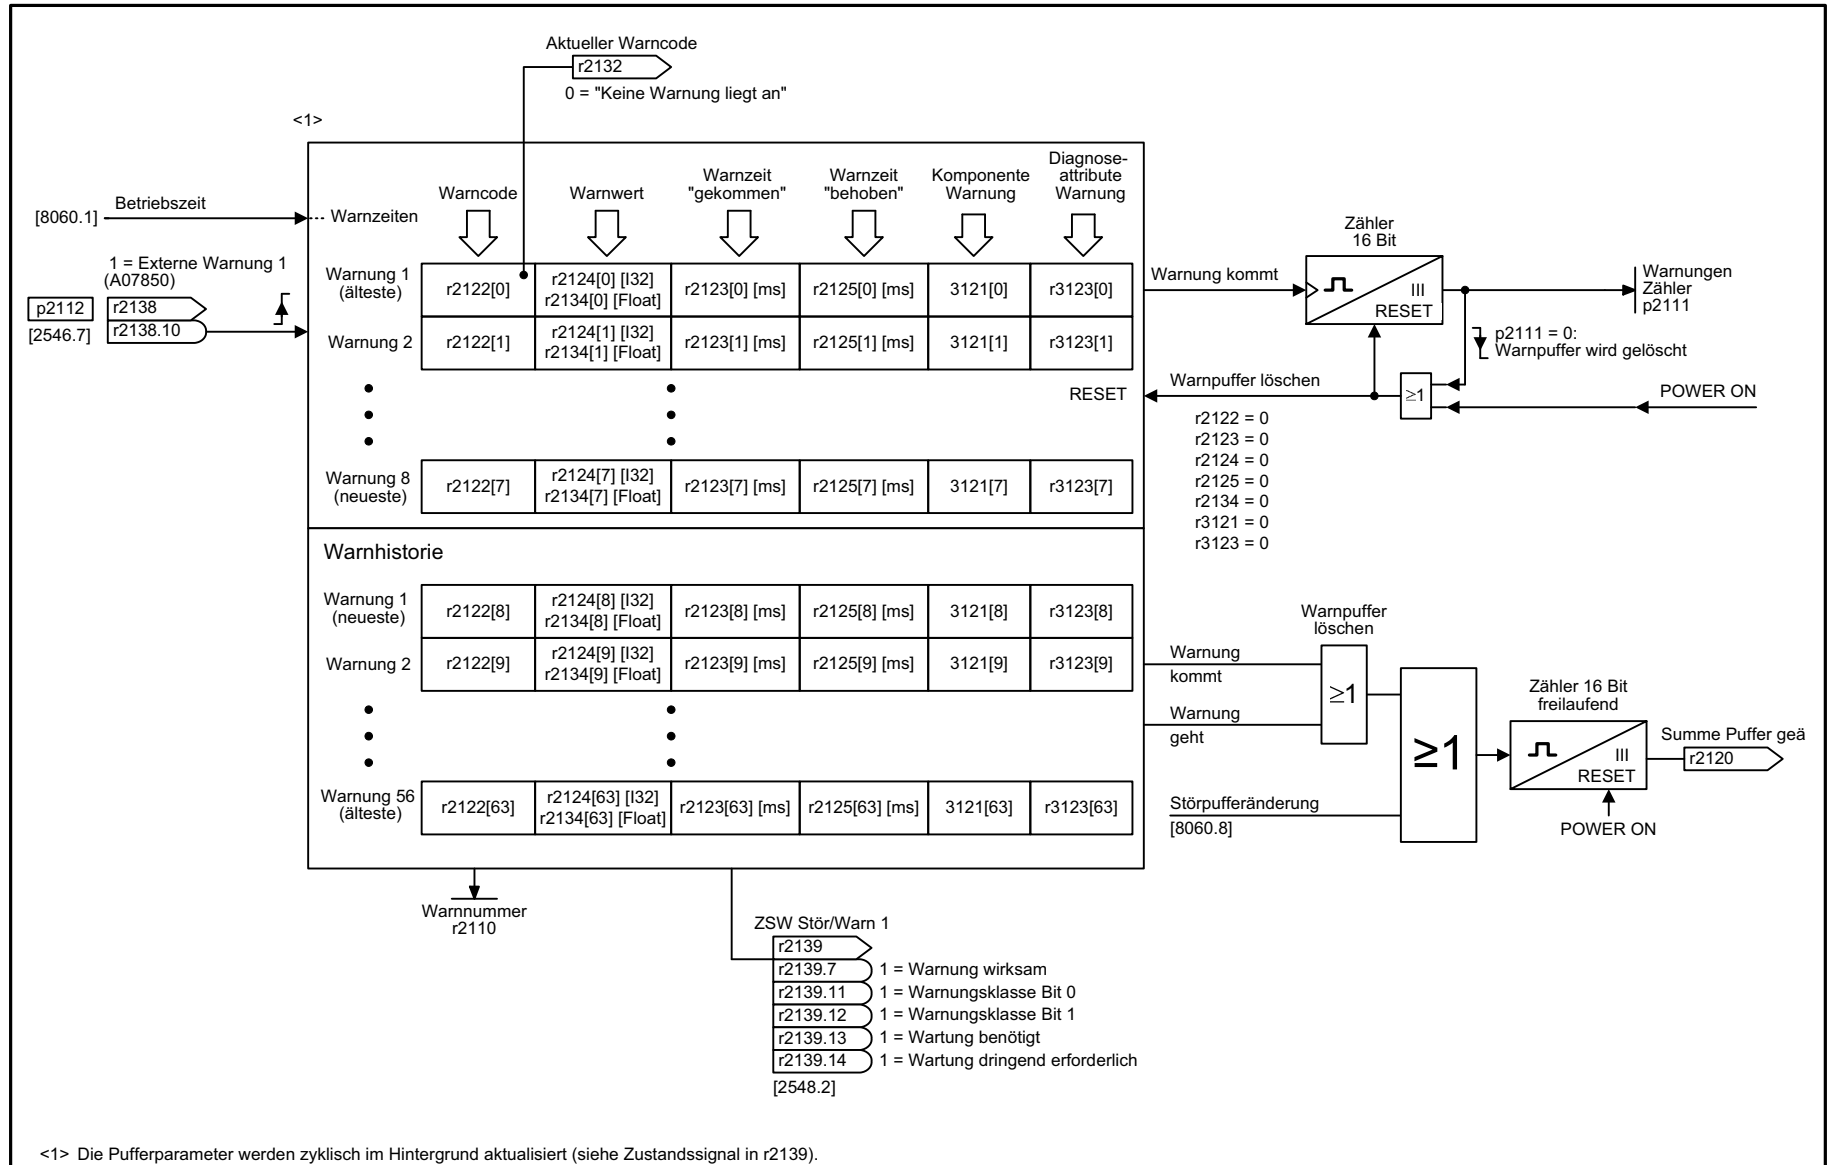 Aktueller Warncode
r2132
0 = "Keine Warnung liegt an"
<1>
Betriebszeit
[8060.1]
Warnzeiten
Warncode
Warnwert
Warnzeit
"gekommen"
Warnzeit
"behoben"
Komponente
Warnung
Diagnose-
attribute
Warnung
1 = Externe Warnung 1
(A07850)
p2112
r2138
[2546.7]
r2138.10
Warnung 1
(älteste)
r2122[0]
r2124[0] [I32]
r2134[0] [Float]
r2123[0] [ms]
r2125[0] [ms]
3121[0]
r3123[0]
Warnung 2
r2122[1]
r2124[1] [I32]
r2134[1] [Float]
r2123[1] [ms]
r2125[1] [ms]
3121[1]
r3123[1]
RESET
Warnung 8
(neueste)
r2122[7]
r2124[7] [I32]
r2134[7] [Float]
r2123[7] [ms]
r2125[7] [ms]
3121[7]
r3123[7]
Warnung kommt
Zähler
16 Bit
III
RESET
Warnungen
Zähler
p2111
p2111 = 0:
Warnpuffer wird gelöscht
Warnpuffer löschen
≥1
POWER ON
r2122 = 0
r2123 = 0
r2124 = 0
r2125 = 0
r2134 = 0
r3121 = 0
r3123 = 0
Warnhistorie
Warnung 1
(neueste)
r2122[8]
r2124[8] [I32]
r2134[8] [Float]
r2123[8] [ms]
r2125[8] [ms]
3121[8]
r3123[8]
Warnung 2
r2122[9]
r2124[9] [I32]
r2134[9] [Float]
r2123[9] [ms]
r2125[9] [ms]
3121[9]
r3123[9]
Warnung 56
(älteste)
r2122[63]
r2124[63] [I32]
r2134[63] [Float]
r2123[63] [ms]
r2125[63] [ms]
3121[63]
r3123[63]
Warnpuffer
löschen
Warnung
kommt
Warnung
geht
≥1
≥1
Störpufferänderung
[8060.8]
Zähler 16 Bit
freilaufend
III
RESET
POWER ON
Summe Puffer geä
r2120
Warnnummer
r2110
ZSW Stör/Warn 1
r2139
r2139.7 1 = Warnung wirksam
r2139.11 1 = Warnungsklasse Bit 0
r2139.12 1 = Warnungsklasse Bit 1
r2139.13 1 = Wartung benötigt
r2139.14 1 = Wartung dringend erforderlich
[2548.2]
<1> Die Pufferparameter werden zyklisch im Hintergrund aktualisiert (siehe Zustandssignal in r2139).